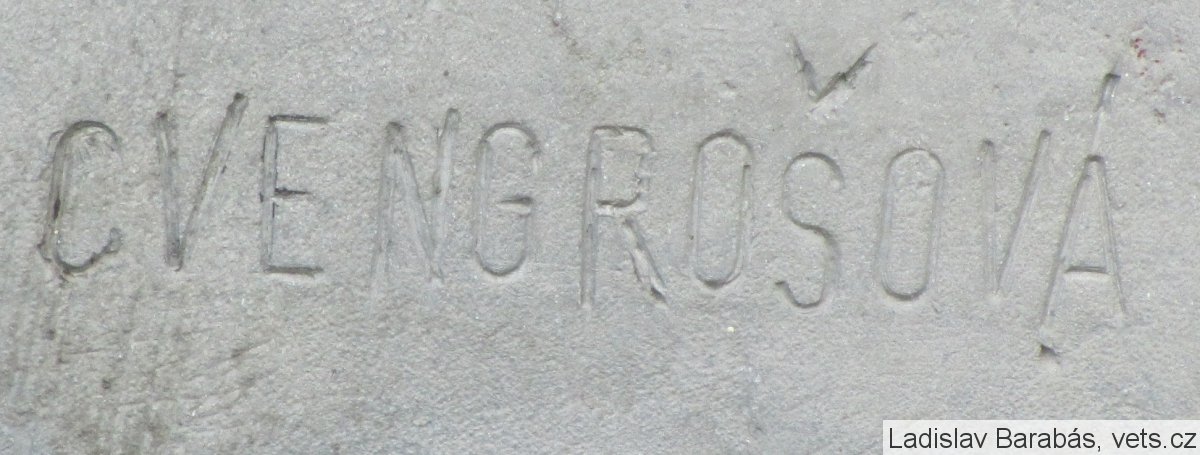 CVENGROŠOVÁ
Ladislav Barabás, vets.cz